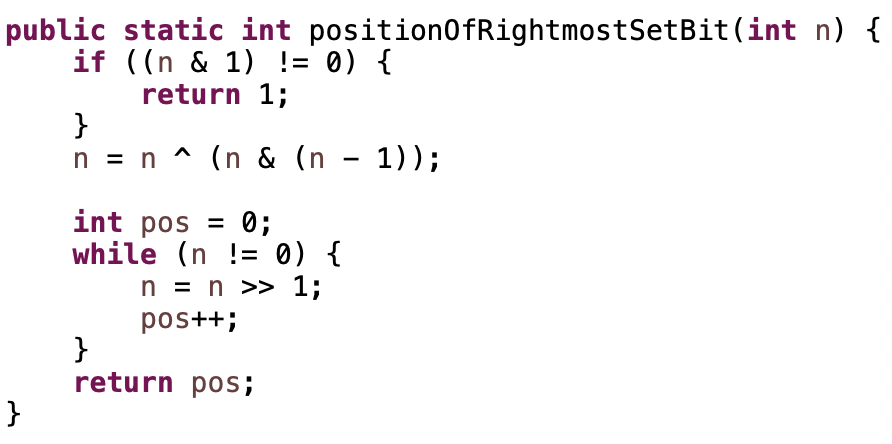 public static int positionOfRightmostSetBit(int n) {
    if ((n & 1) != 0) {
        return 1;
    }
    n = n ^ (n & (n - 1));

    int pos = 0;
    while (n != 0) {
        n = n >> 1;
        pos++;
    }
    return pos;
}